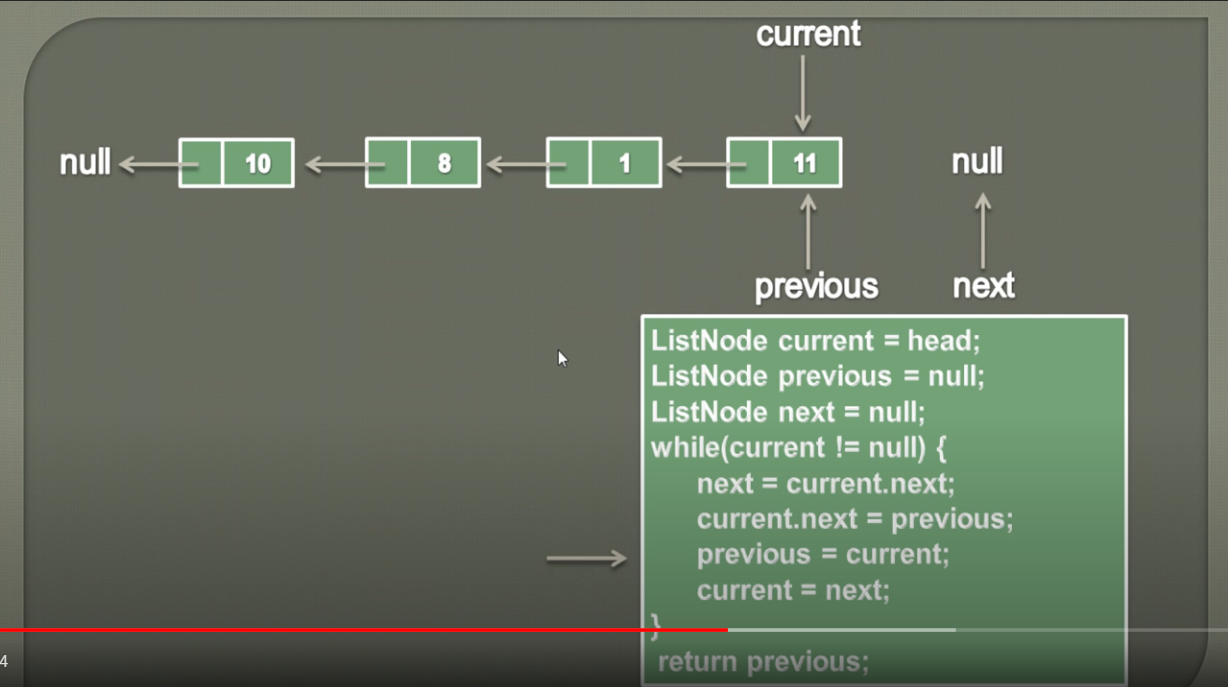 current
null 10 8 1 11 null
previous next
ListNode current = head;
ListNode previous = null;
ListNode next = null;
while(current != null) {
next = current.next;
current.next = previous;
previous = current;
current = next;
}
return previous;
4